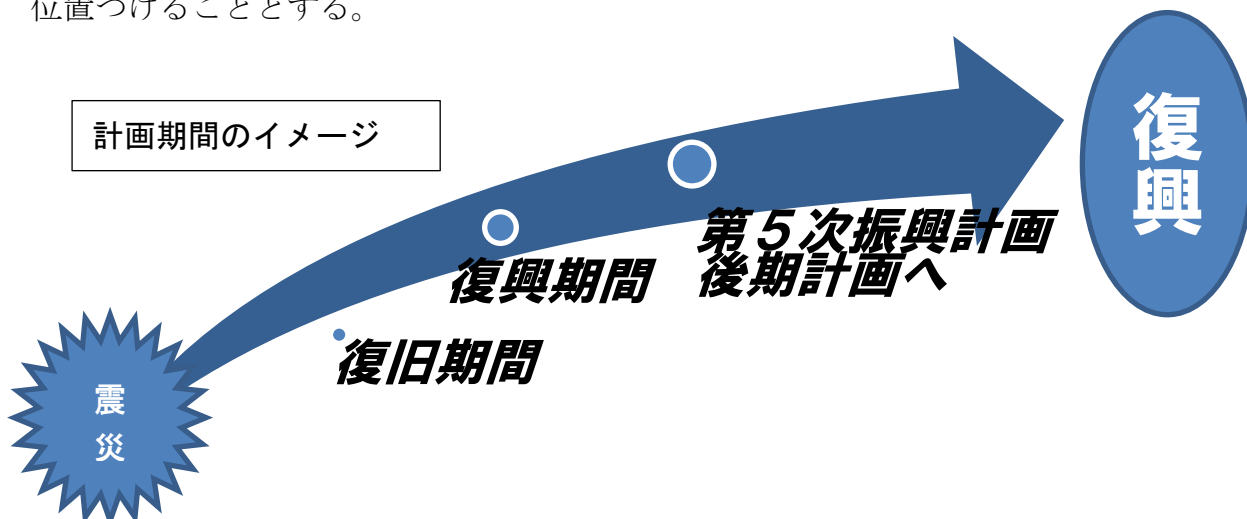 位置づけることとする。
計画期間のイメージ
復興
第５次振興計画
後期計画へ
復興期間
復旧期間
震災